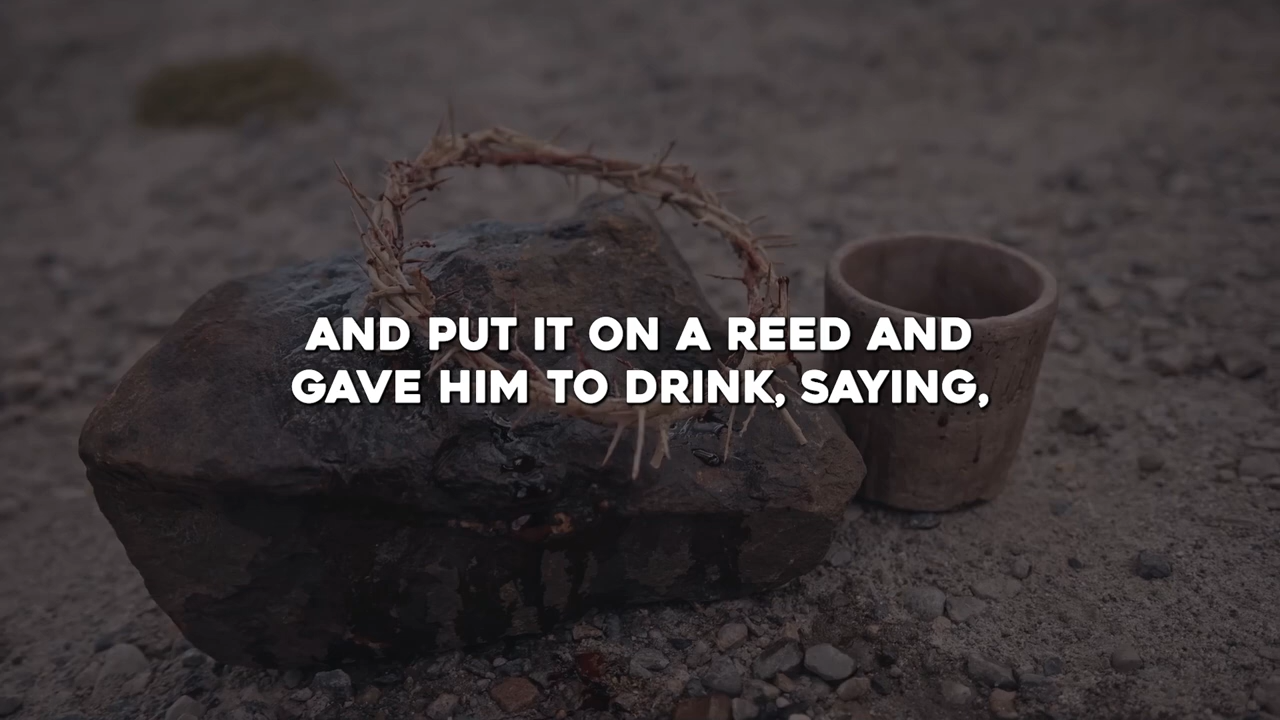 AND PUT IT ON A REED AND
GAVE HIM TO DRINK, SAYING,